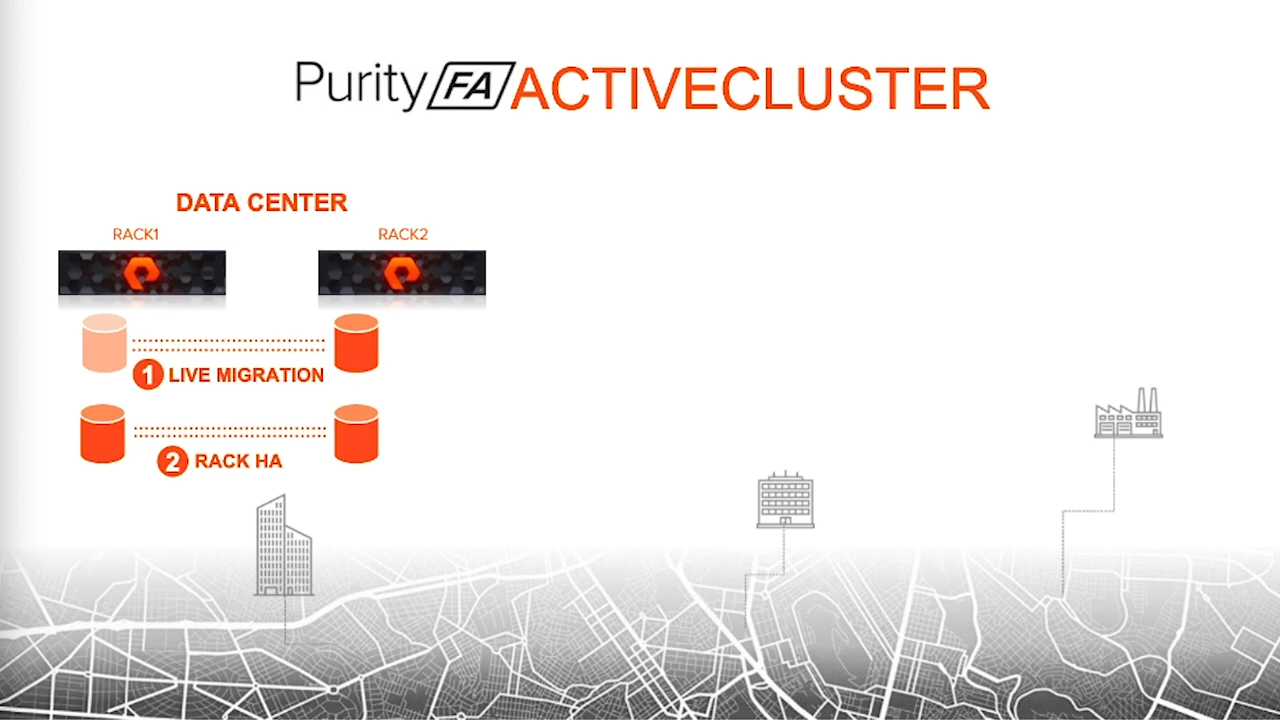 Purity FA ACTIVECLUSTER
DATA CENTER
RACK1 RACK2
1 LIVE MIGRATION
2 RACK HA